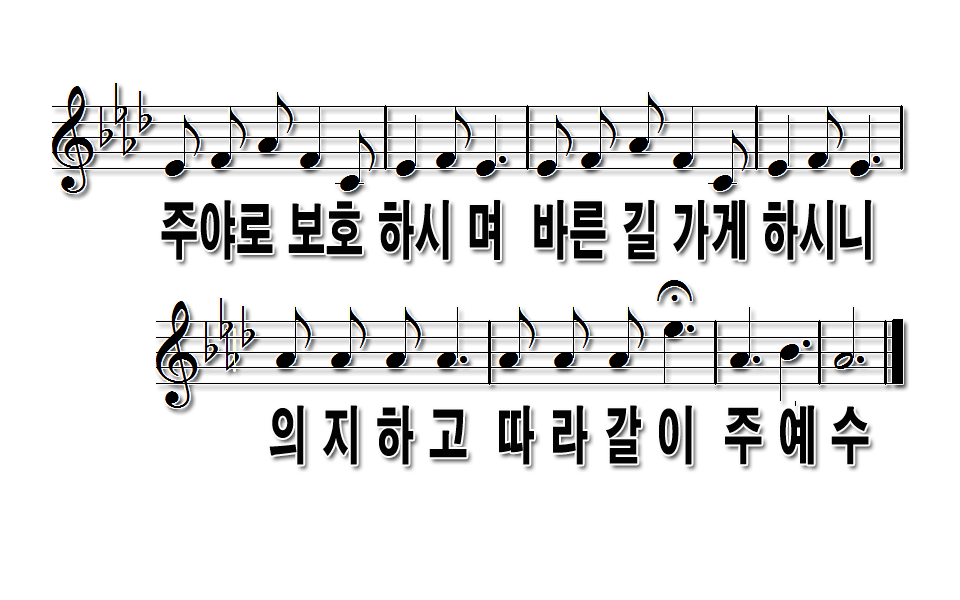 주야로 보호 하시 며 바른 길 가게 하시니
의 지 하 고 따 라 갈 이 주 예 수